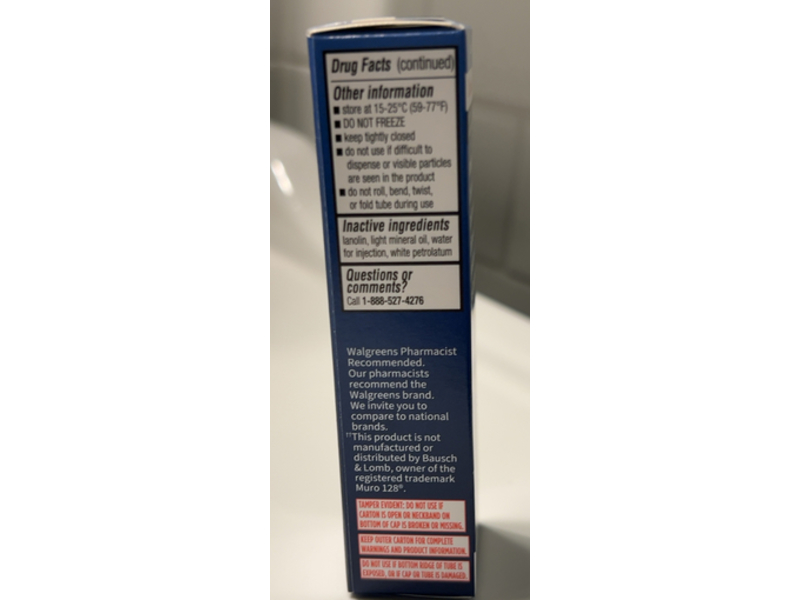 Drug Facts (continued)
Other information
■ store at 15-25°C (59-77°F)
■ DO NOT FREEZE
■ keep tightly closed
■ do not use if difficult to
dispense or visible particles
are seen in the product
■ do not roll, bend, twist,
or fold tube during use
Inactive ingredients
lanolin, light mineral oil, water
for injection, white petrolatum
Questions or
comments?
Call 1-888-527-4276
Walgreens Pharmacist
Recommended.
Our pharmacists
recommend the
Walgreens brand.
We invite you to
compare to national
brands.
††This product is not
manufactured or
distributed by Bausch
& Lomb, owner of the
registered trademark
Muro 128®.
TAMPER EVIDENT: DO NOT USE IF
CARTON IS OPEN OR NECKBAND ON
BOTTOM OF CAP IS BROKEN OR MISSING.
KEEP OUTER CARTON FOR COMPLETE
WARNINGS AND PRODUCT INFORMATION.
DO NOT USE IF BOTTOM RIDGE OF TUBE IS
EXPOSED, OR IF CAP OR TUBE IS DAMAGED.